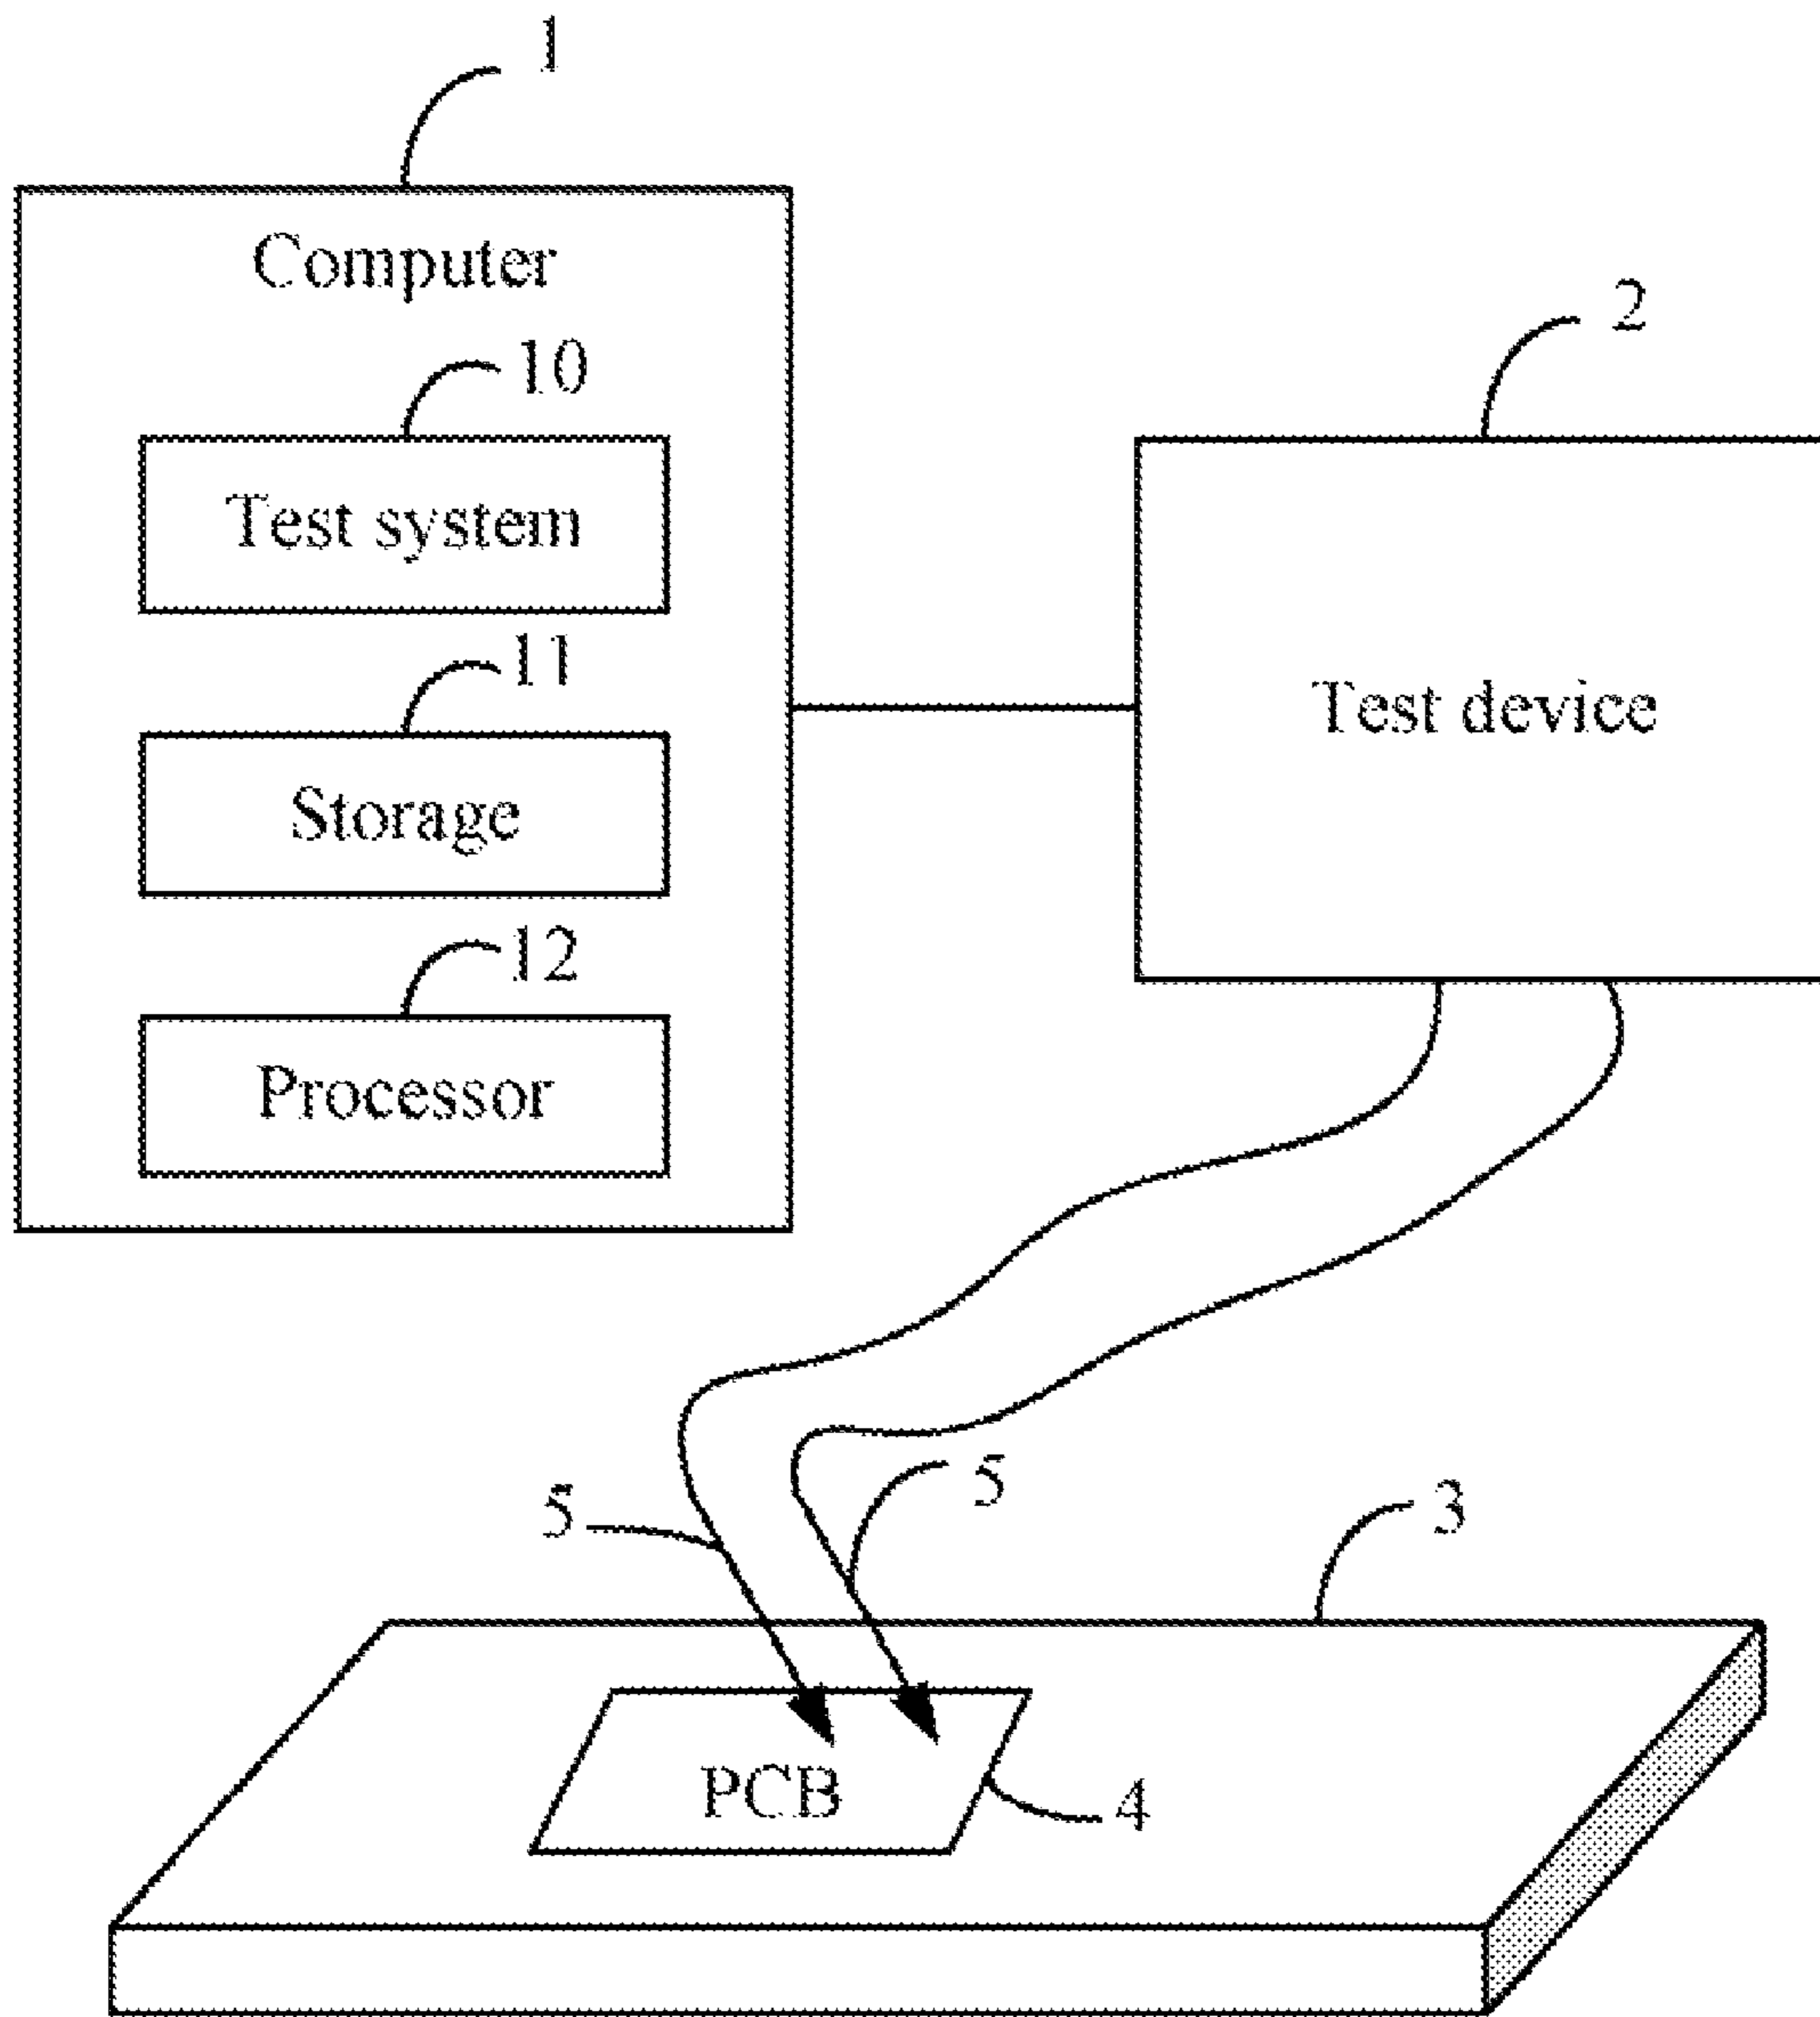 1
Computer
2
10
Test system
11
Test device
Storage
12
Processor
5
5
3
PCB
4